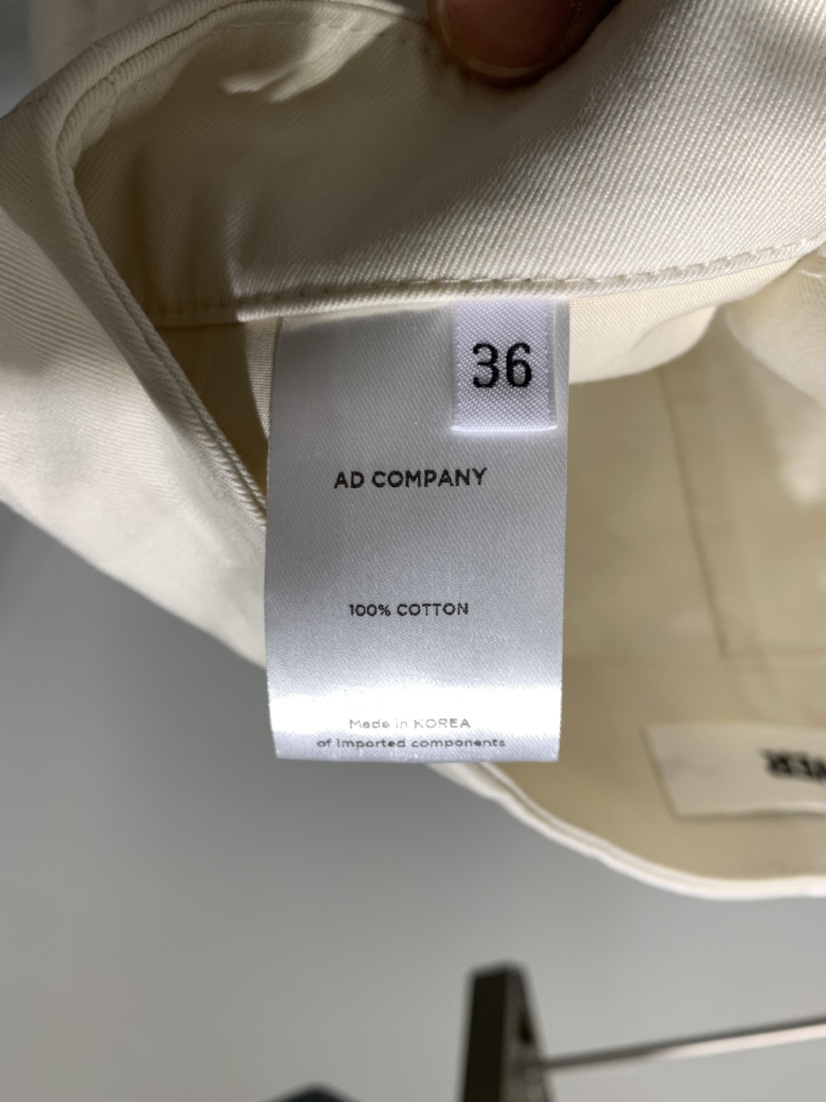 36
AD COMPANY
100% COTTON
Made in KOREA
of Imported components